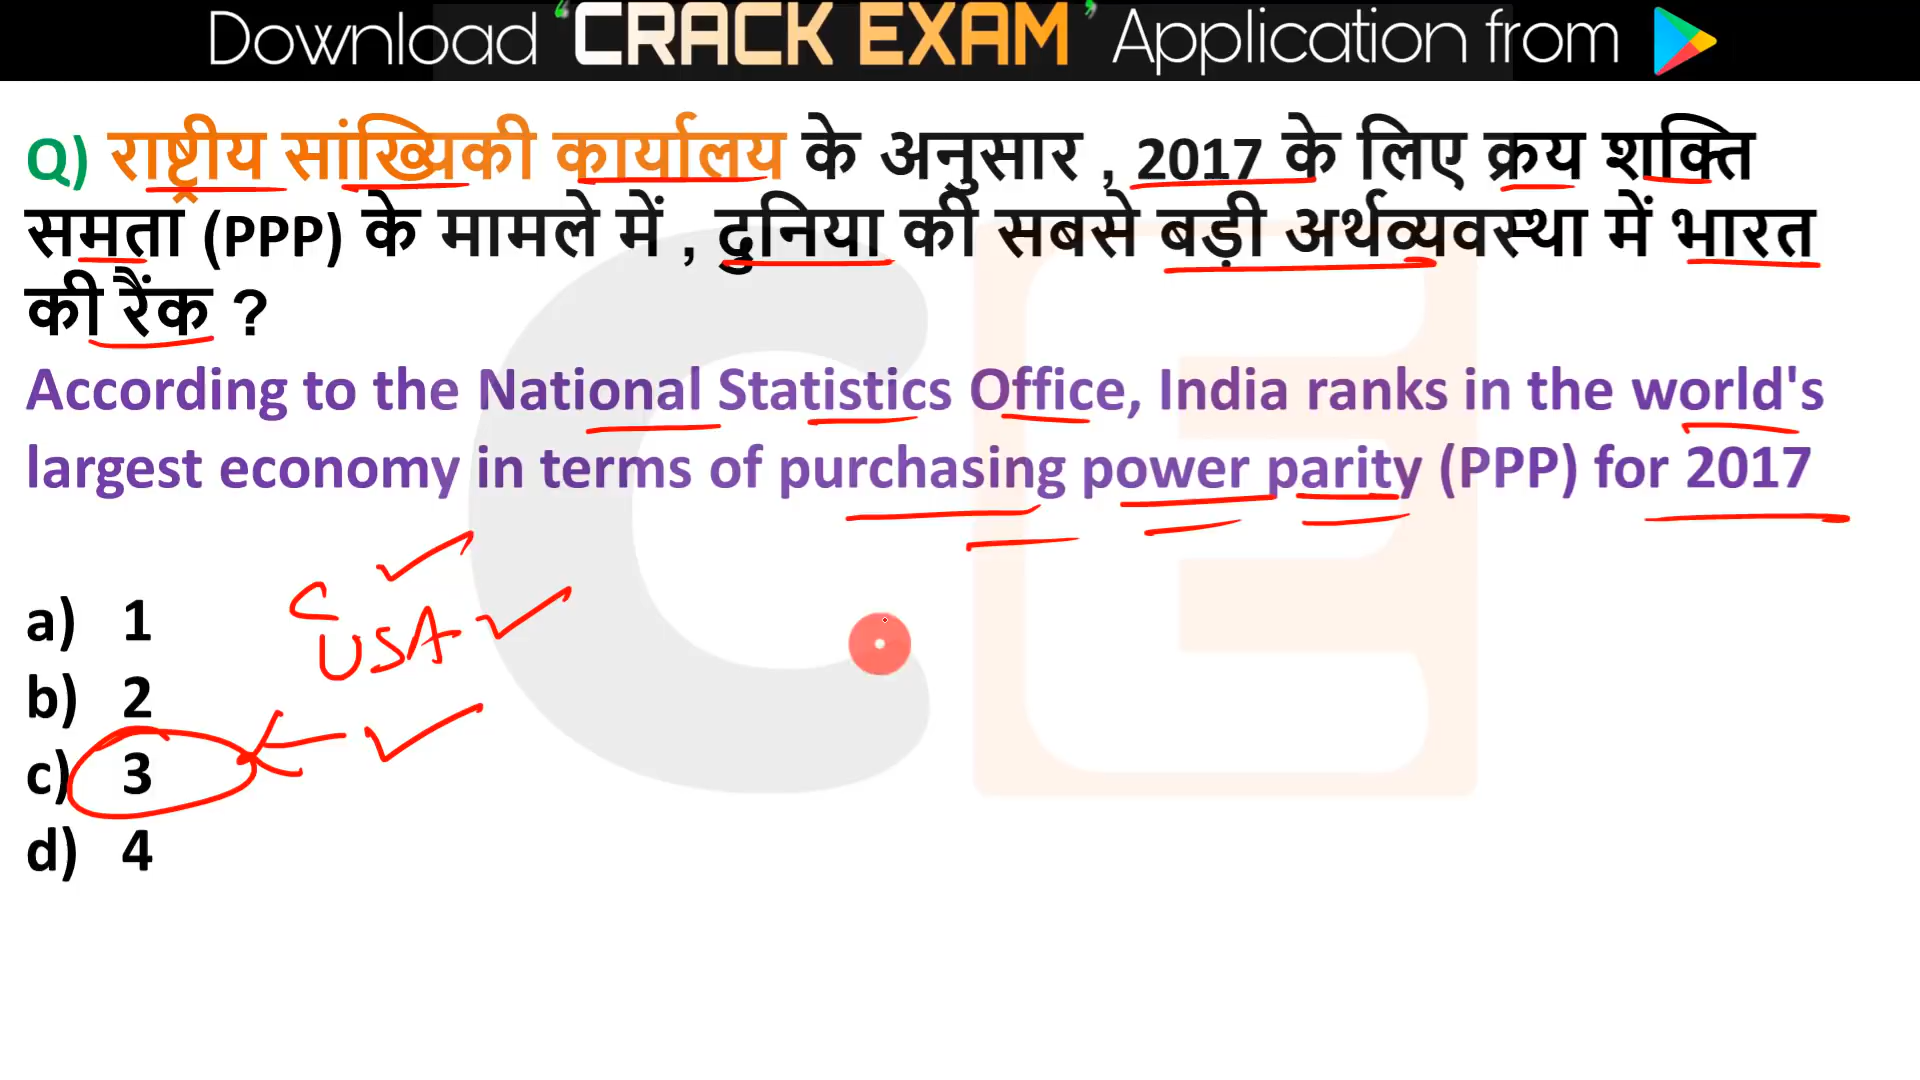 Download ‘CRACK EXAM’ Application from
Q) राष्ट्रीय सांख्यिकी कार्यालय के अनुसार , 2017 के लिए क्रय शक्ति
समता (PPP) के मामले में , दुनिया की सबसे बड़ी अर्थव्यवस्था में भारत
की रैंक ?
According to the National Statistics Office, India ranks in the world's
largest economy in terms of purchasing power parity (PPP) for 2017
a) 1
C
USA
b) 2
c) 3
d) 4
CE